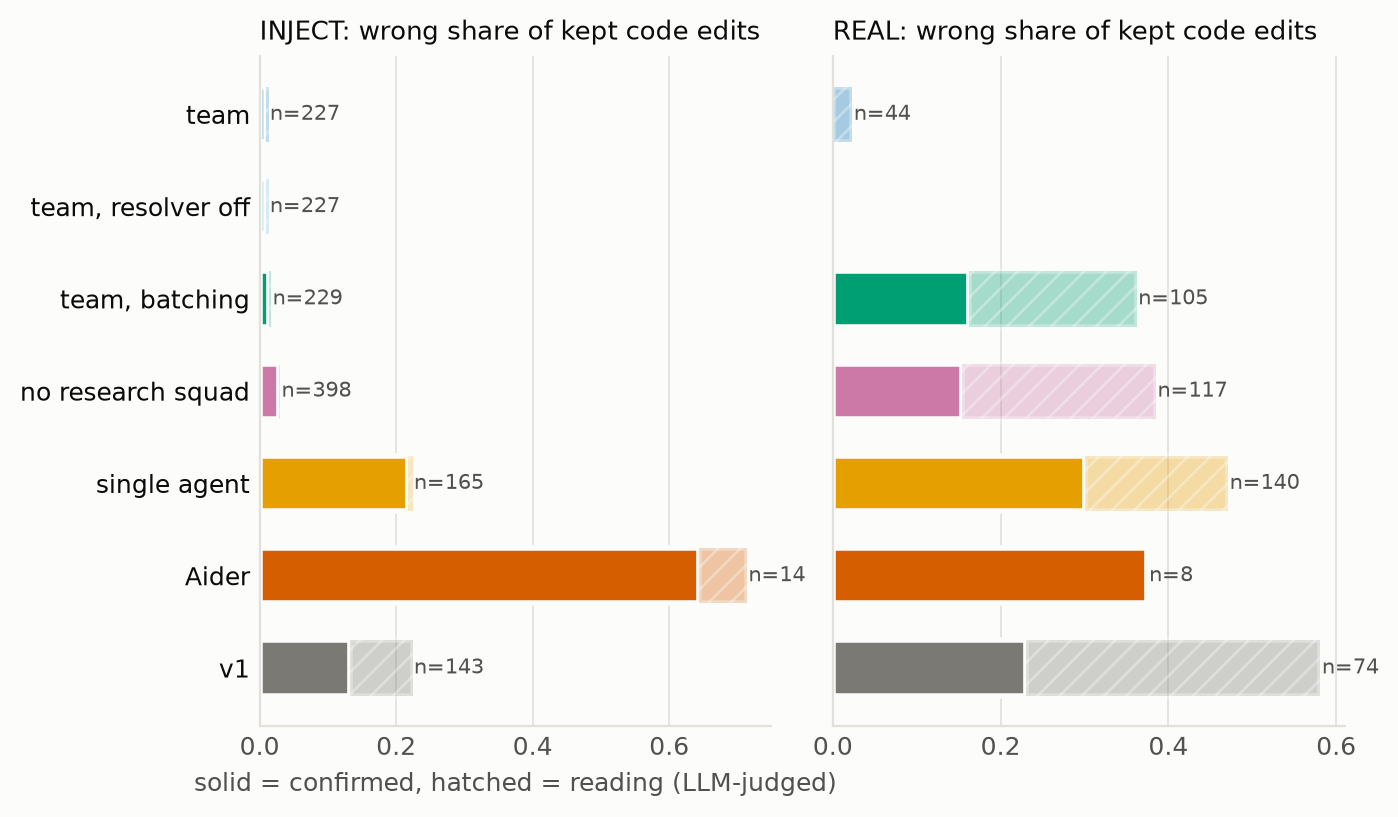 INJECT: wrong share of kept code edits
REAL: wrong share of kept code edits
team
n=227
n=44
team, resolver off
n=227
team, batching
n=229
n=105
no research squad
n=398
n=117
single agent
n=165
n=140
Aider
n=14
n=8
v1
n=143
n=74
0.0 0.2 0.4 0.6
0.0 0.2 0.4 0.6
solid = confirmed, hatched = reading (LLM-judged)